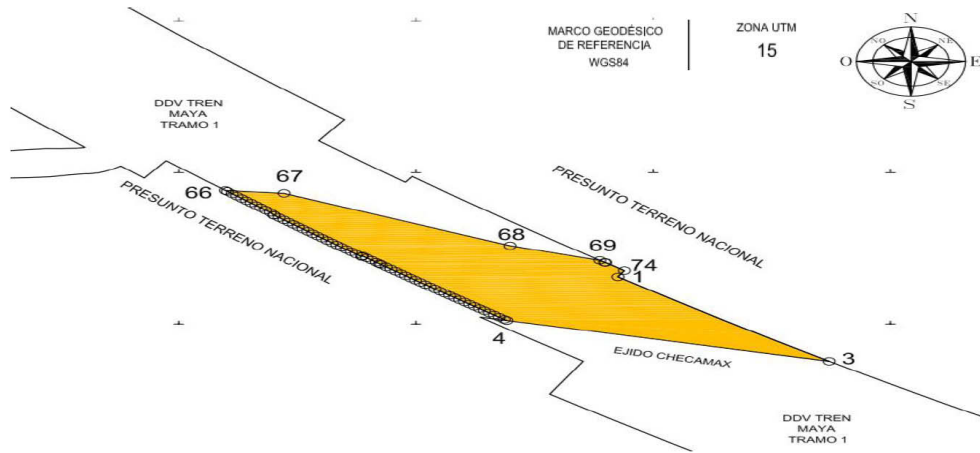 MARCO GEODÉSICO
DE REFERENCIA
WGS84
ZONA UTM
15
N
NO
NE
O
E
SO
SE
S
DDV TREN
MAYA
TRAMO 1
66
67
PRESUNTO TERRENO NACIONAL
PRESUNTO TERRENO NACIONAL
68
69
74
1
4
3
EJIDO CHECAMAX
DDV TREN
MAYA
TRAMO 1